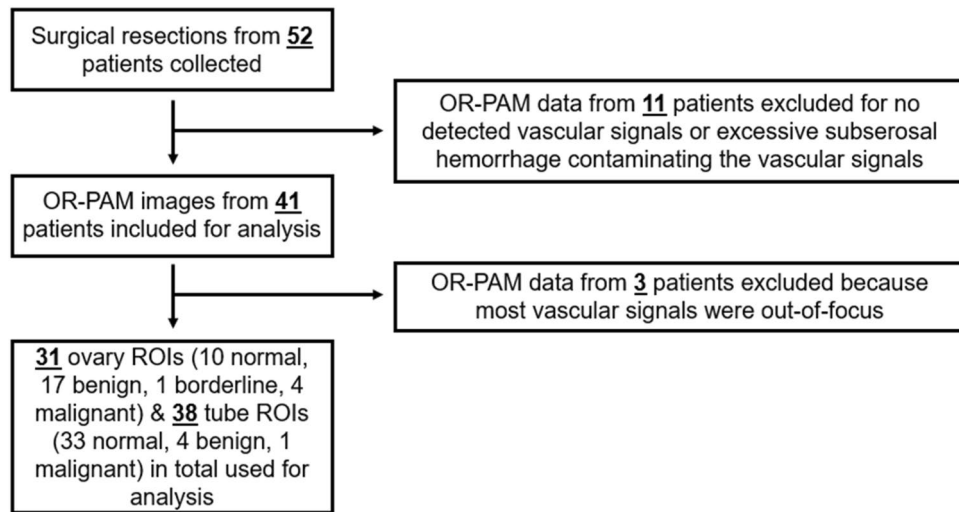 Surgical resections from 52
patients collected
OR-PAM data from 11 patients excluded for no
detected vascular signals or excessive subserosal
hemorrhage contaminating the vascular signals
OR-PAM images from 41
patients included for analysis
OR-PAM data from 3 patients excluded because
most vascular signals were out-of-focus
31 ovary ROIs (10 normal,
17 benign, 1 borderline, 4
malignant) & 38 tube ROIs
(33 normal, 4 benign, 1
malignant) in total used for
analysis